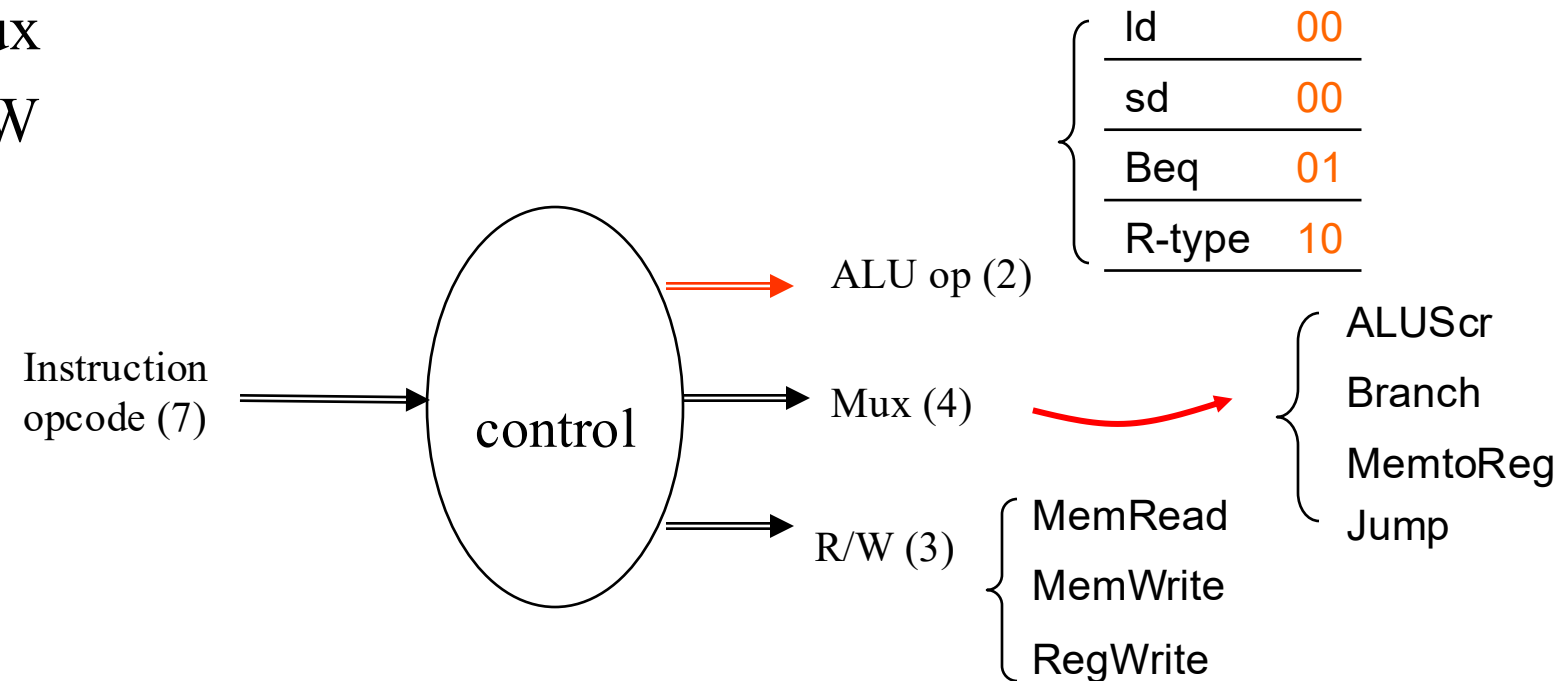 ld 00
sd 00
Beq 01
R-type 10
ALU op (2)
Instruction
opcode (7)
control
Mux (4)
ALUScr
Branch
MemtoReg
Jump
R/W (3)
MemRead
MemWrite
RegWrite